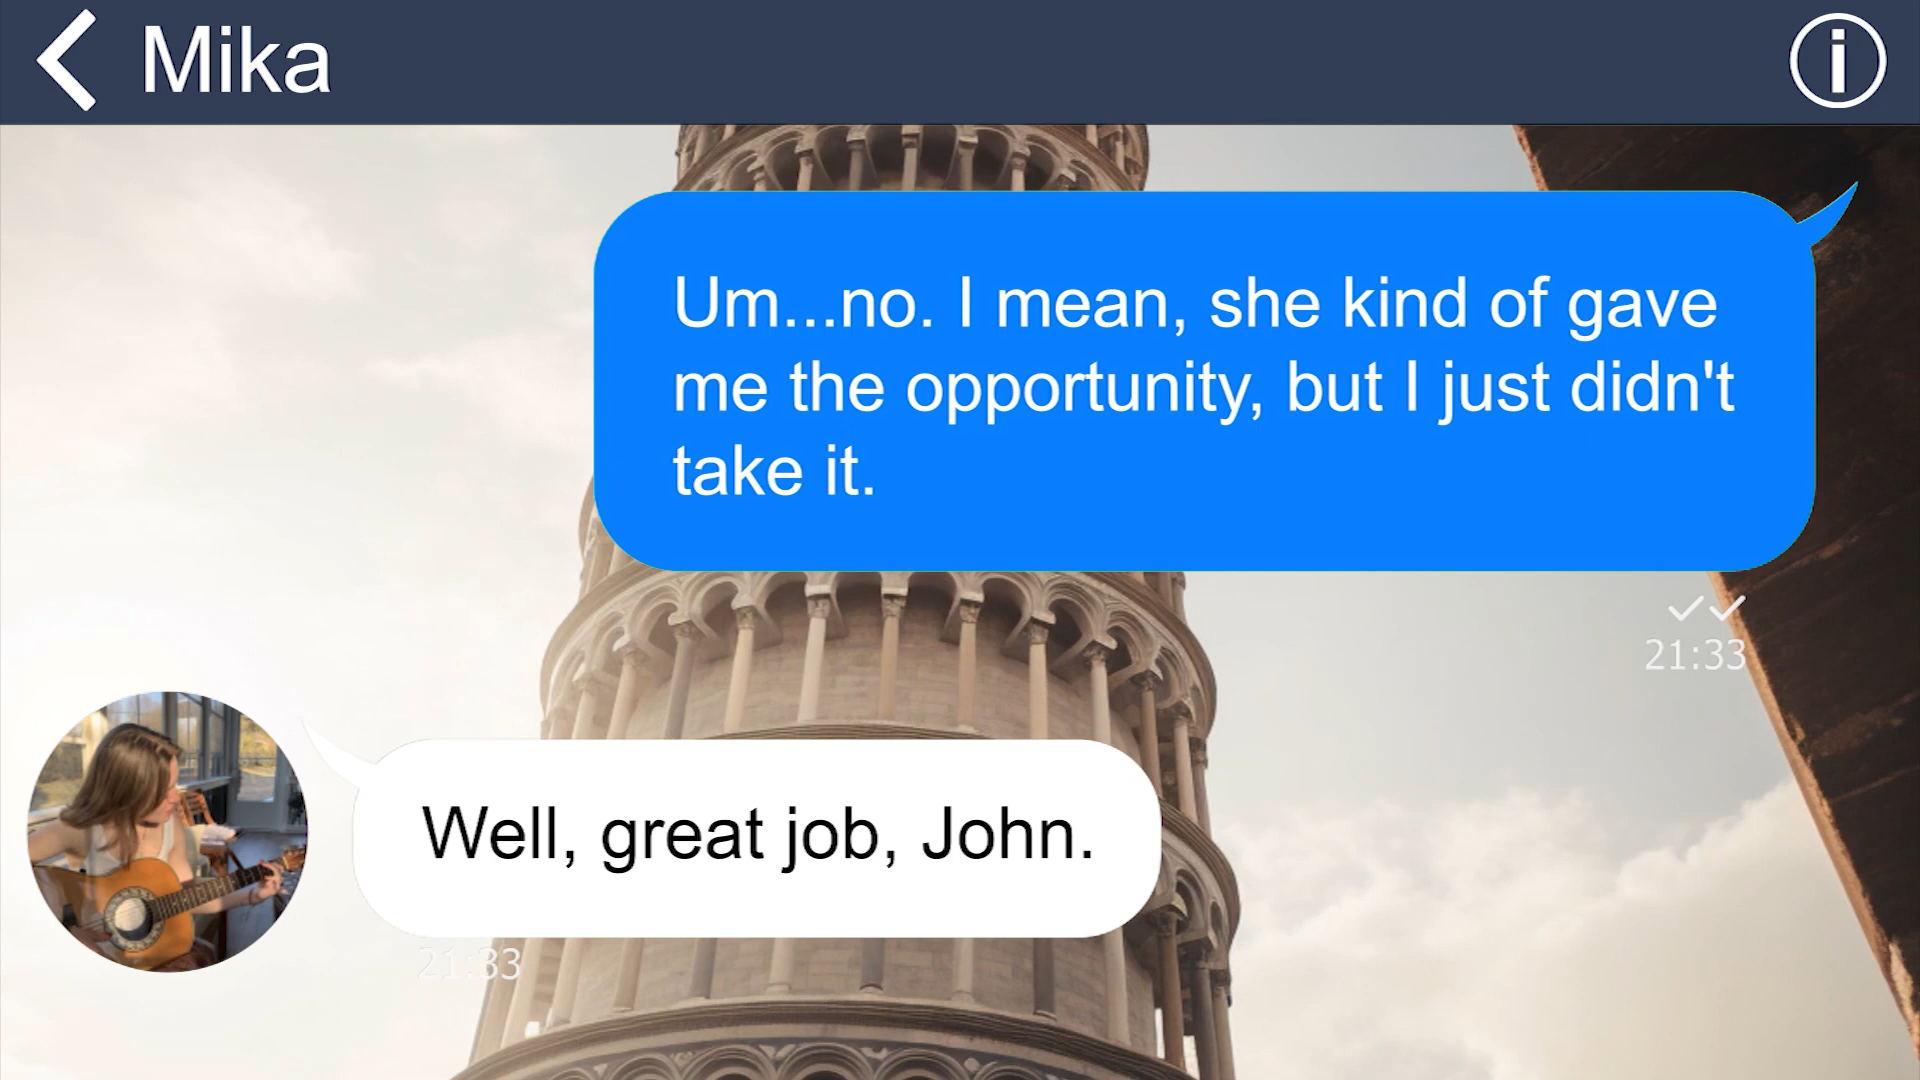 Mika
Um...no. I mean, she kind of gave
me the opportunity, but I just didn't
take it.
21:33
Well, great job, John.
21:33